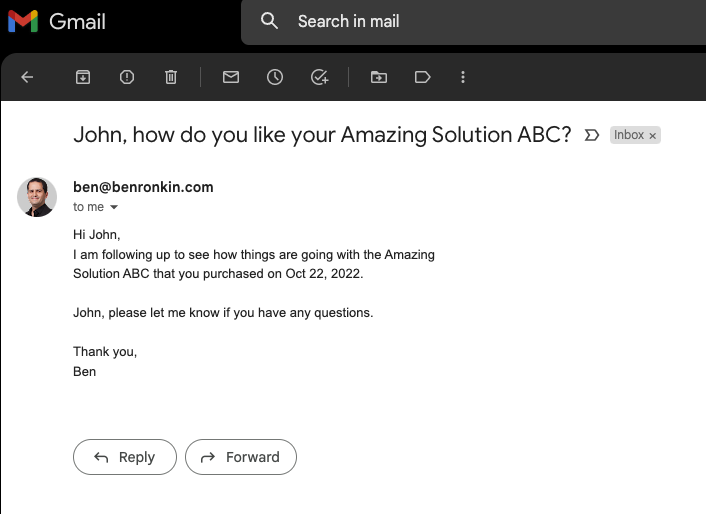 Gmail
Search in mail
John, how do you like your Amazing Solution ABC? Inbox ×
ben@benronkin.com
to me
Hi John,
I am following up to see how things are going with the Amazing
Solution ABC that you purchased on Oct 22, 2022.
John, please let me know if you have any questions.
Thank you,
Ben
Reply Forward